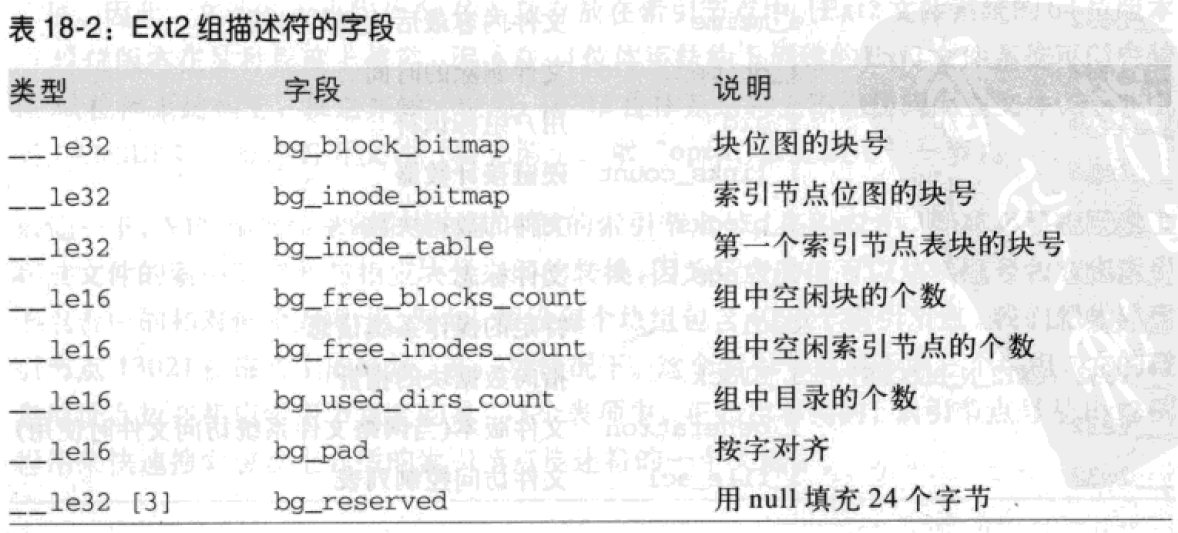 表 18-2：Ext2 组描述符的字段
类型 字段 说明
__le32 bg_block_bitmap 块位图的块号
__le32 bg_inode_bitmap 索引节点位图的块号
__le32 bg_inode_table 第一个索引节点表块的块号
__le16 bg_free_blocks_count 组中空闲块的个数
__le16 bg_free_inodes_count 组中空闲索引节点的个数
__le16 bg_used_dirs_count 组中目录的个数
__le16 bg_pad 按字对齐
__le32 [3] bg_reserved 用 null 填充 24 个字节